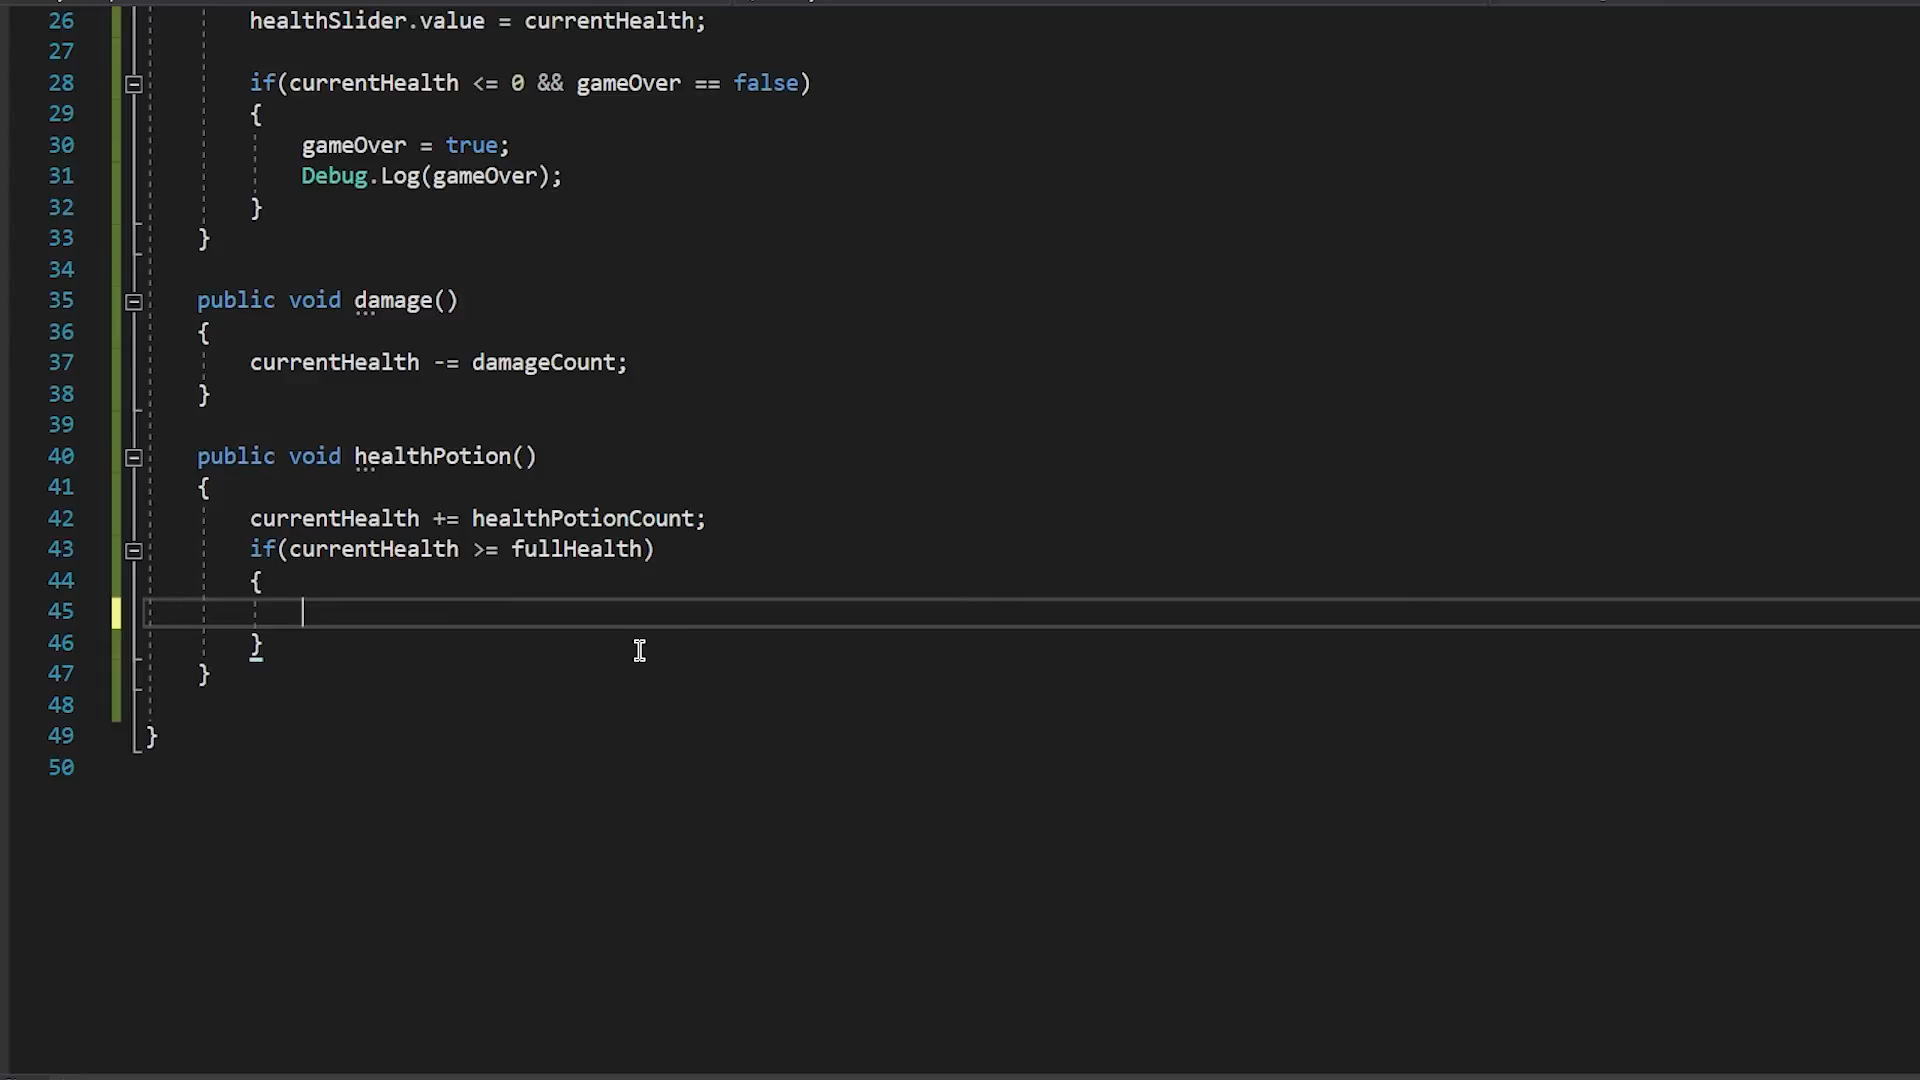 26 healthSlider.value = currentHealth;
27
28 if(currentHealth <= 0 && gameOver == false)
29 {
30 gameOver = true;
31 Debug.Log(gameOver);
32 }
33 }
34
35 public void damage()
36 {
37 currentHealth -= damageCount;
38 }
39
40 public void healthPotion()
41 {
42 currentHealth += healthPotionCount;
43 if(currentHealth >= fullHealth)
44 {
45
46 }
47 }
48
49 }
50